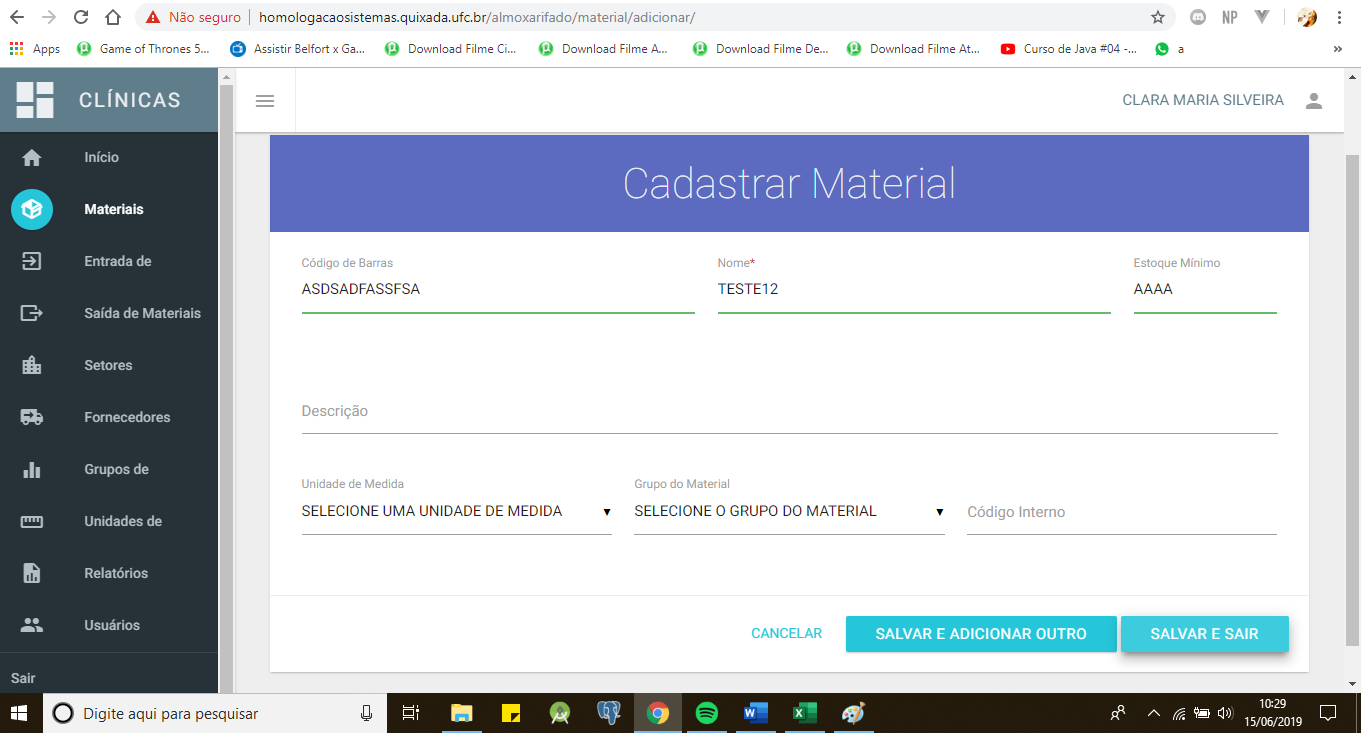 Não seguro
homologacaosistemas.quixada.ufc.br/almoxarifado/material/adicionar/
NP
Apps
Game of Thrones 5...
Assistir Belfort x Ga...
Download Filme Ci...
Download Filme A...
Download Filme De...
Download Filme At...
Curso de Java #04 -...
a
»
CLÍNICAS
CLARA MARIA SILVEIRA
Início
Materiais
Entrada de
Saída de Materiais
Setores
Fornecedores
Grupos de
Unidades de
Relatórios
Usuários
Sair
Cadastrar Material
Código de Barras
ASDSADFASSFSA
Nome*
TESTE12
Estoque Mínimo
AAAA
Descrição
Unidade de Medida
SELECIONE UMA UNIDADE DE MEDIDA
Grupo do Material
SELECIONE O GRUPO DO MATERIAL
Código Interno
CANCELAR
SALVAR E ADICIONAR OUTRO
SALVAR E SAIR
Digite aqui para pesquisar
10:29
15/06/2019